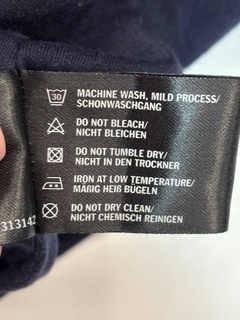 30
MACHINE WASH, MILD PROCESS/
SCHONWASCHGANG
DO NOT BLEACH/
NICHT BLEICHEN
DO NOT TUMBLE DRY/
NICHT IN DEN TROCKNER
IRON AT LOW TEMPERATURE/
MAẞIG HEIẞ BÜGELN
DO NOT DRY CLEAN/
NICHT CHEMISCH REINIGEN
313142